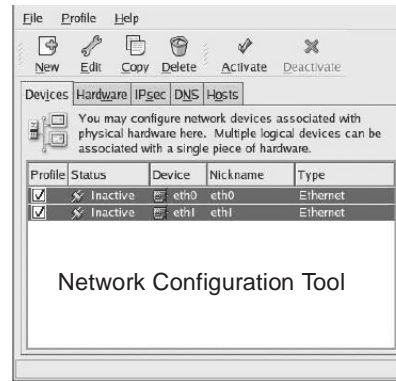 File Profile Help
New Edit Copy Delete Activate Deactivate
Devices Hardware IPsec DNS Hosts
You may configure network devices associated with
physical hardware here. Multiple logical devices can be
associated with a single piece of hardware.
Profile Status Device Nickname Type
Inactive eth0 eth0 Ethernet
Inactive eth1 eth1 Ethernet
Network Configuration Tool